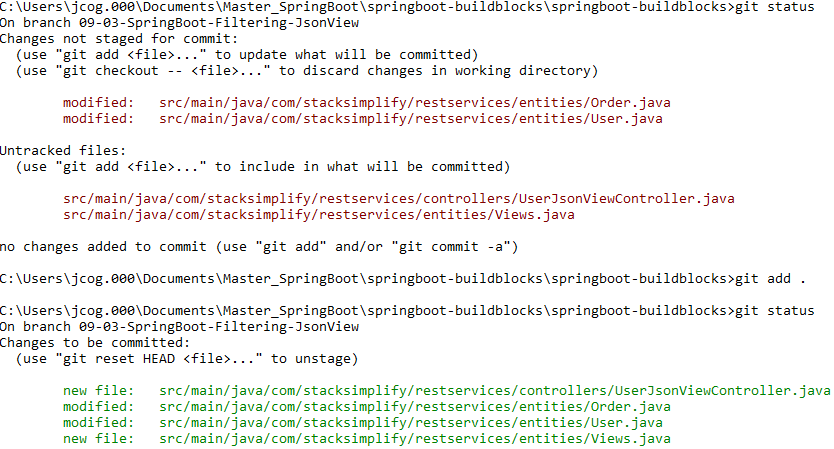 C:\Users\jcog.000\Documents\Master_SpringBoot\springboot-buildblocks\springboot-buildblocks>git status
On branch 09-03-SpringBoot-Filtering-JsonView
Changes not staged for commit:
  (use "git add <file>..." to update what will be committed)
  (use "git checkout -- <file>..." to discard changes in working directory)

        modified:   src/main/java/com/stacksimplify/restservices/entities/Order.java
        modified:   src/main/java/com/stacksimplify/restservices/entities/User.java

Untracked files:
  (use "git add <file>..." to include in what will be committed)

        src/main/java/com/stacksimplify/restservices/controllers/UserJsonViewController.java
        src/main/java/com/stacksimplify/restservices/entities/Views.java

no changes added to commit (use "git add" and/or "git commit -a")

C:\Users\jcog.000\Documents\Master_SpringBoot\springboot-buildblocks\springboot-buildblocks>git add .

C:\Users\jcog.000\Documents\Master_SpringBoot\springboot-buildblocks\springboot-buildblocks>git status
On branch 09-03-SpringBoot-Filtering-JsonView
Changes to be committed:
  (use "git reset HEAD <file>..." to unstage)

        new file:   src/main/java/com/stacksimplify/restservices/controllers/UserJsonViewController.java
        modified:   src/main/java/com/stacksimplify/restservices/entities/Order.java
        modified:   src/main/java/com/stacksimplify/restservices/entities/User.java
        new file:   src/main/java/com/stacksimplify/restservices/entities/Views.java